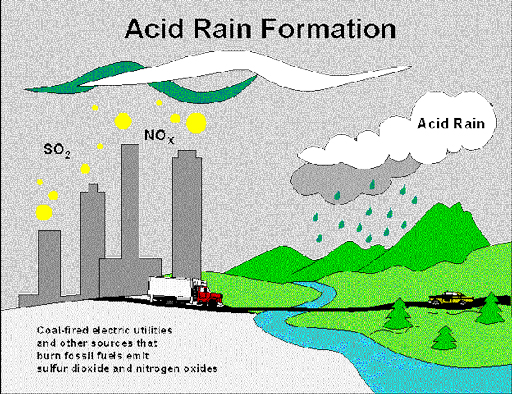 Acid Rain Formation
SO2
NOX
Acid Rain
Coal-fired electric utilities
and other sources that
burn fossil fuels emit
sulfur dioxide and nitrogen oxides